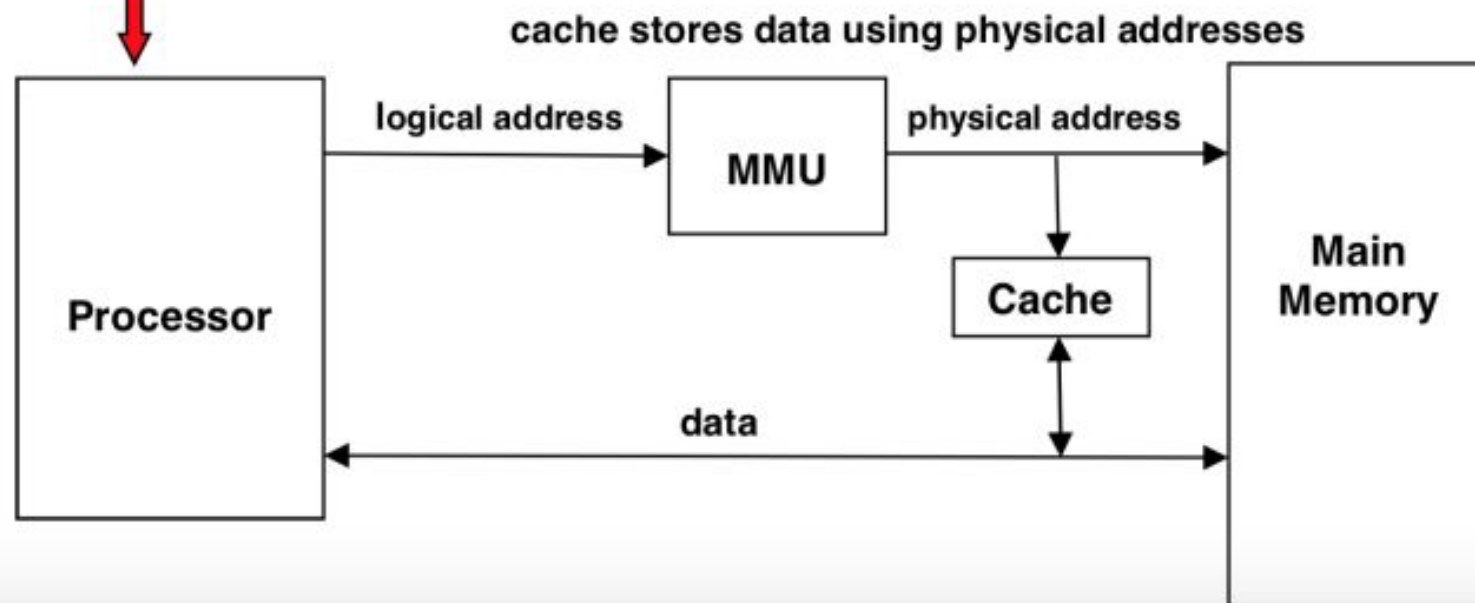 cache stores data using physical addresses
logical address
physical address
MMU
Main
Memory
Cache
Processor
data